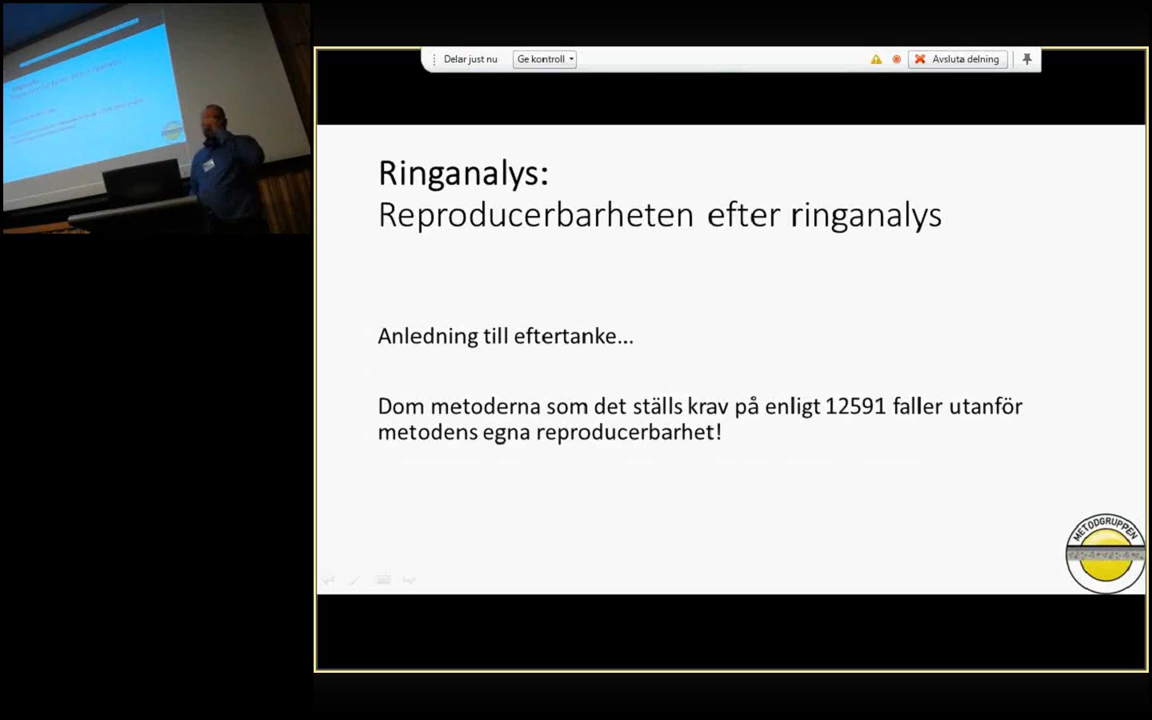 Delar just nu
Ge kontroll
Avsluta delning
Ringanalys:
Reproducerbarheten efter ringanalys
Anledning till eftertanke...
Dom metoderna som det ställs krav på enligt 12591 faller utanför
metodens egna reproducerbarhet!
METODGRUPPEN